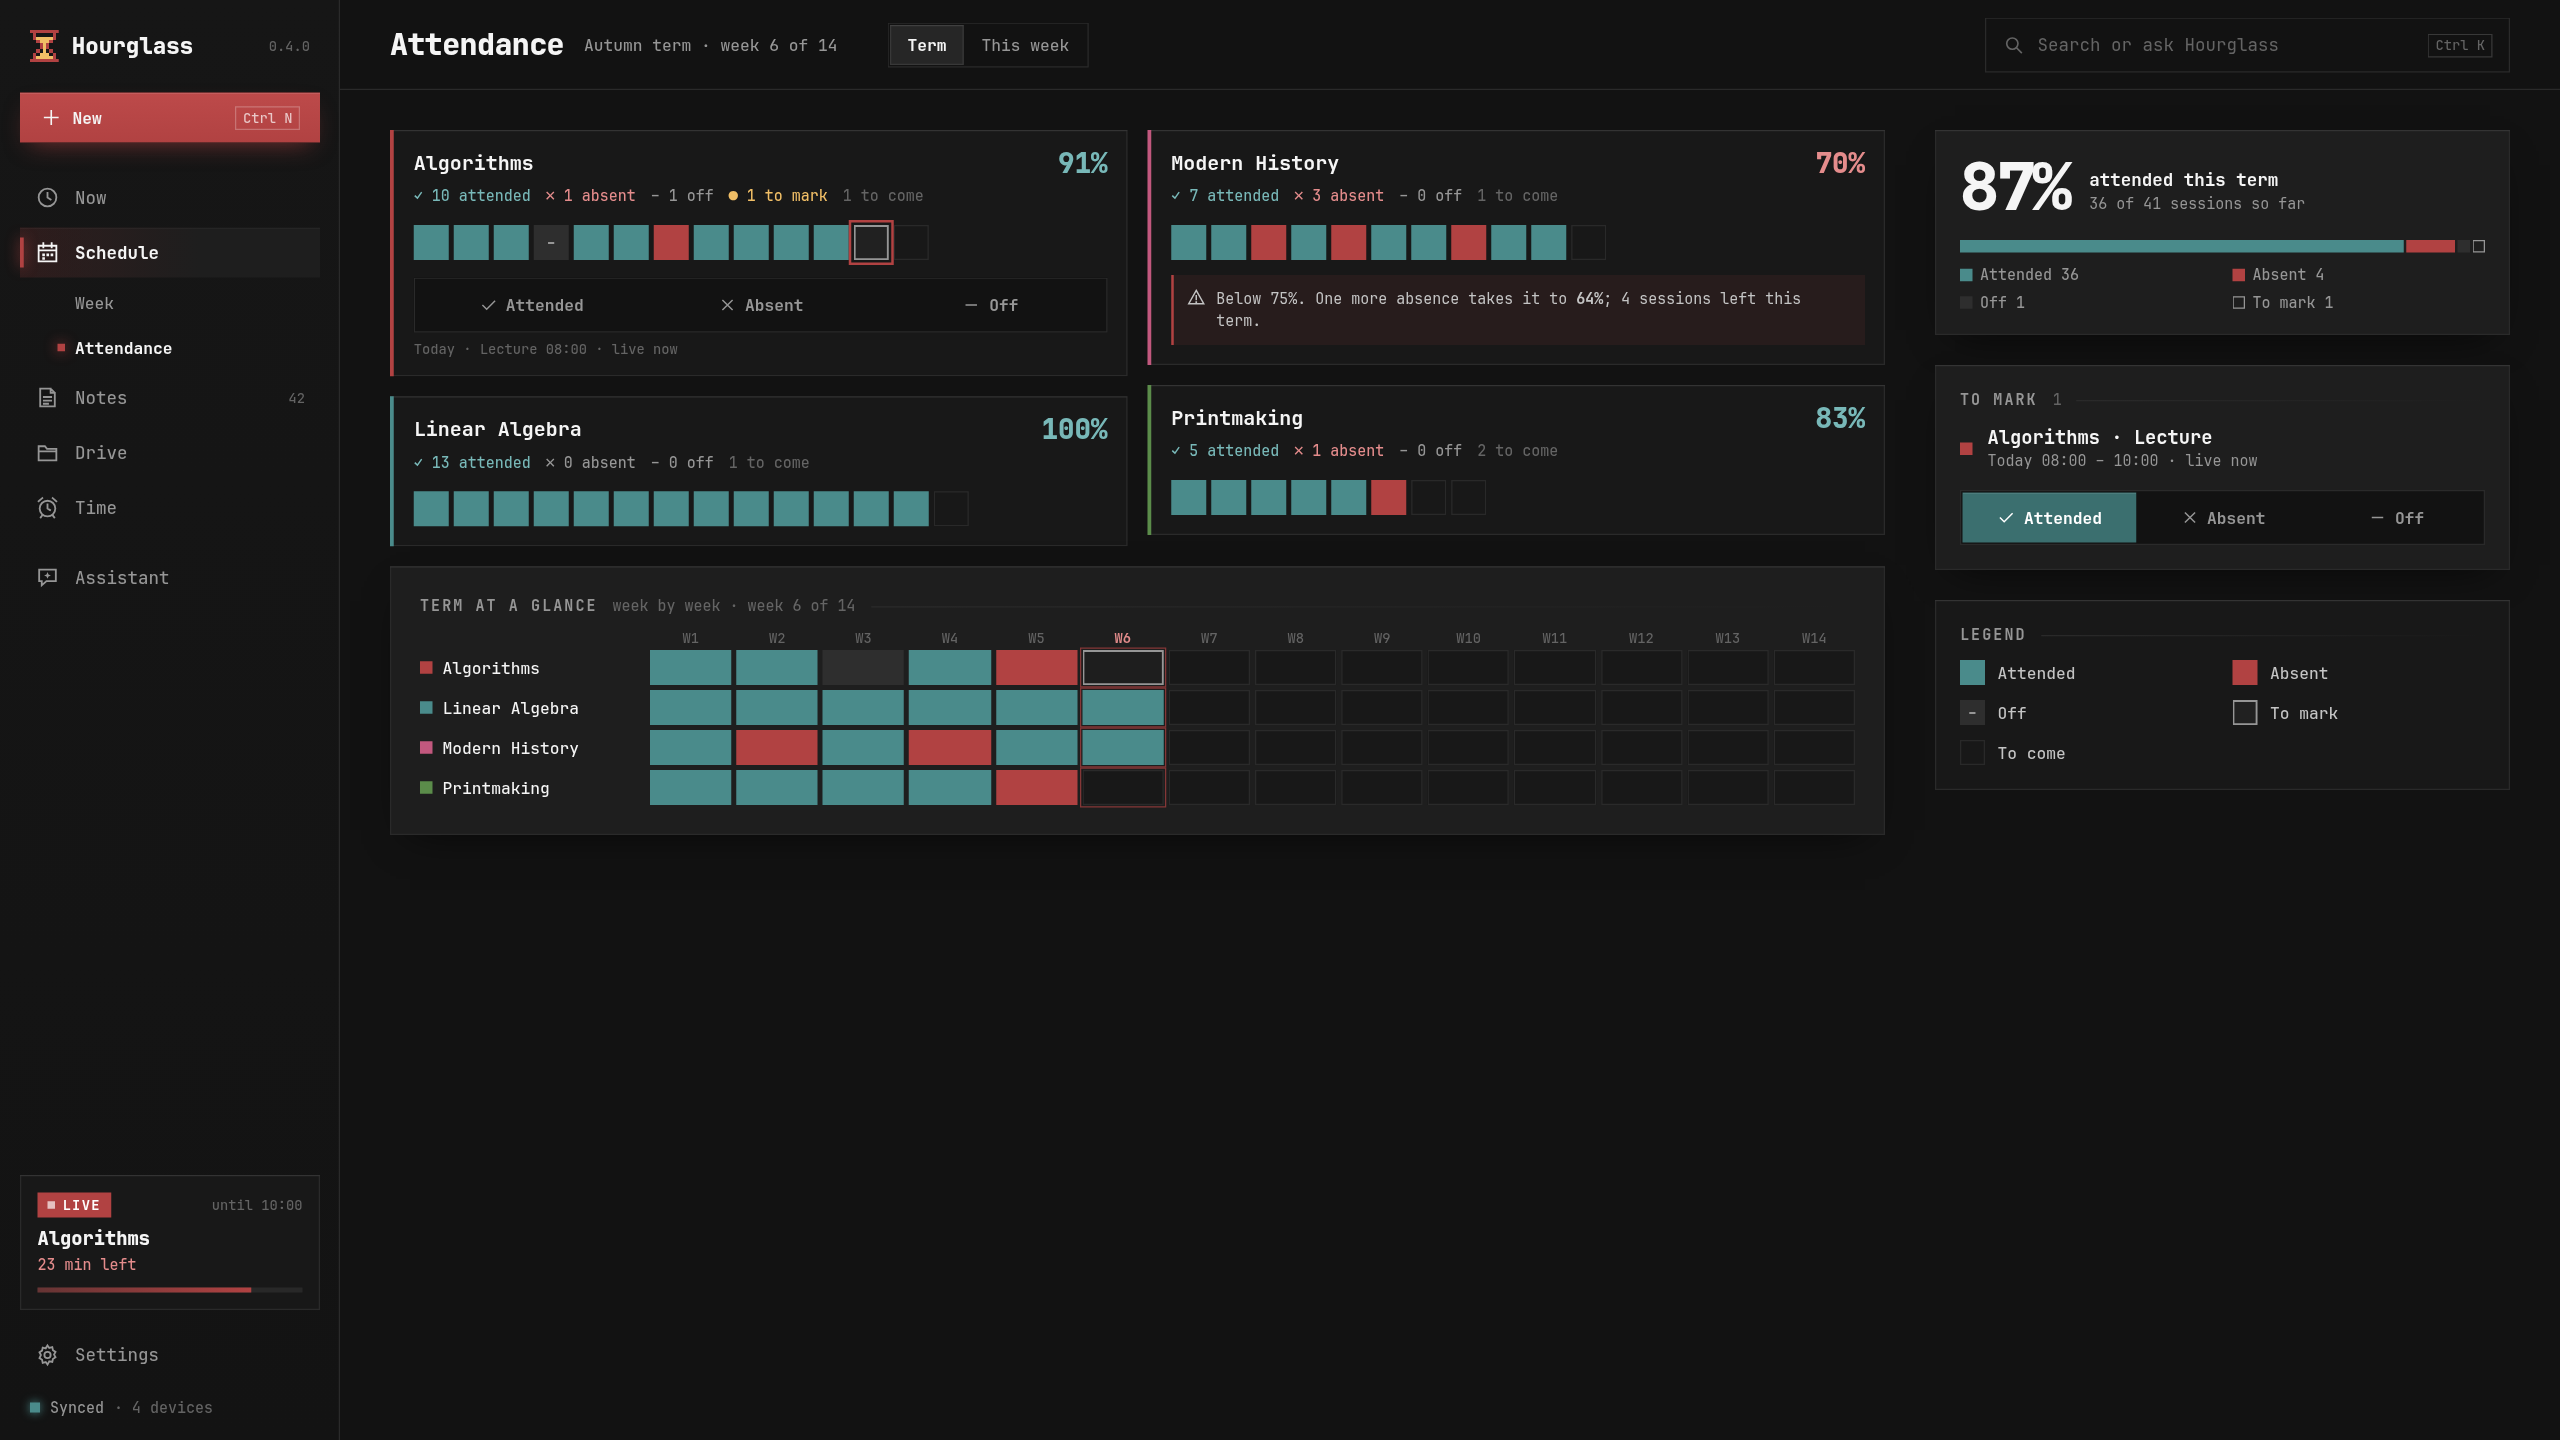 Hourglass 0.4.0
New Ctrl N
Now
Schedule
Week
Attendance
Notes 42
Drive
Time
Assistant
LIVE until 10:00
Algorithms
23 min left
Settings
Synced · 4 devices
Attendance Autumn term · week 6 of 14 Term This week
Search or ask Hourglass Ctrl K
Algorithms 91%
10 attended 1 absent – 1 off 1 to mark 1 to come
Attended Absent Off
Today · Lecture 08:00 · live now
Modern History 70%
7 attended 3 absent – 0 off 1 to come
Below 75%. One more absence takes it to 64%; 4 sessions left this
term.
Linear Algebra 100%
13 attended 0 absent – 0 off 1 to come
Printmaking 83%
5 attended 1 absent – 0 off 2 to come
TERM AT A GLANCE week by week · week 6 of 14
W1 W2 W3 W4 W5 W6 W7 W8 W9 W10 W11 W12 W13 W14
Algorithms
Linear Algebra
Modern History
Printmaking
87% attended this term
36 of 41 sessions so far
Attended 36 Absent 4
Off 1 To mark 1
TO MARK 1
Algorithms · Lecture
Today 08:00 – 10:00 · live now
Attended Absent Off
LEGEND
Attended Absent
Off To mark
To come